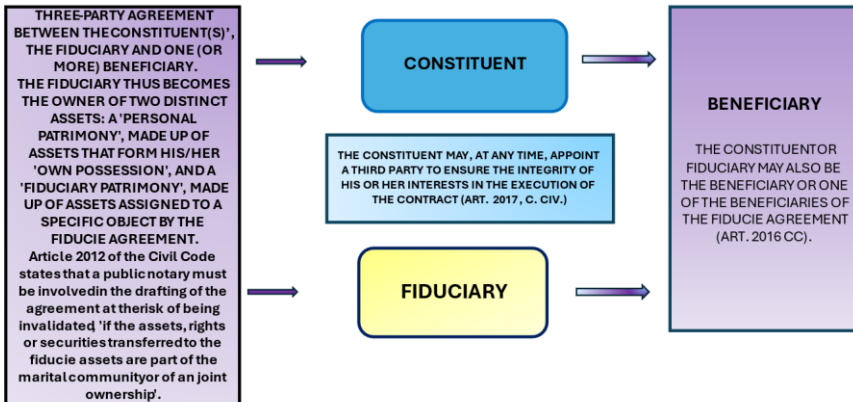 THREE-PARTY AGREEMENT
BETWEEN THE CONSTITUENT(S)',
THE FIDUCIARY AND ONE (OR
MORE) BENEFICIARY.
THE FIDUCIARY THUS BECOMES
THE OWNER OF TWO DISTINCT
ASSETS: A 'PERSONAL
PATRIMONY', MADE UP OF
ASSETS THAT FORM HIS/HER
'OWN POSSESSION', AND A
'FIDUCIARY PATRIMONY', MADE
UP OF ASSETS ASSIGNED TO A
SPECIFIC OBJECT BY THE
FIDUCIE AGREEMENT.
Article 2012 of the Civil Code
states that a public notary must
be involvedin the drafting of the
agreement at therisk of being
invalidated, 'if the assets, rights
or securities transferred to the
fiducie assets are part of the
marital communityor of an joint
ownership'.
CONSTITUENT
THE CONSTITUENT MAY, AT ANY TIME, APPOINT
A THIRD PARTY TO ENSURE THE INTEGRITY OF
HIS OR HER INTERESTS IN THE EXECUTION OF
THE CONTRACT (ART. 2017, C. CIV.)
FIDUCIARY
BENEFICIARY
THE CONSTITUENTOR
FIDUCIARY MAY ALSO BE
THE BENEFICIARY OR ONE
OF THE BENEFICIARIES OF
THE FIDUCIE AGREEMENT
(ART. 2016 CC).